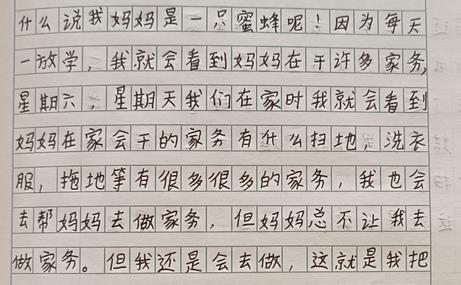 什么说我妈妈是一只蜜蜂呢！因为每天
一放学，我就会看到妈妈在干许多家务，
星期六，星期天我们在家时我就会看到
妈妈在家会干的家务有什么扫地，洗衣
服，拖地等有很多很多的家务，我也会
去帮妈妈去做家务，但妈妈总不让我去
做家务。但我还是会去做，这就是我把